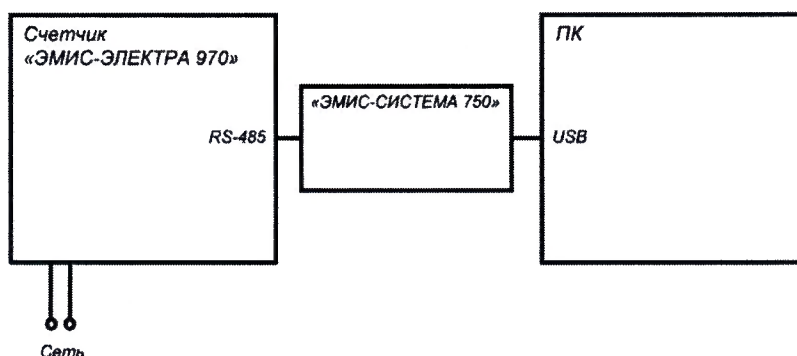 Счетчик
«ЭМИС-ЭЛЕКТРА 970»
RS-485
«ЭМИС-СИСТЕМА 750»
ПК
USB
Сеть